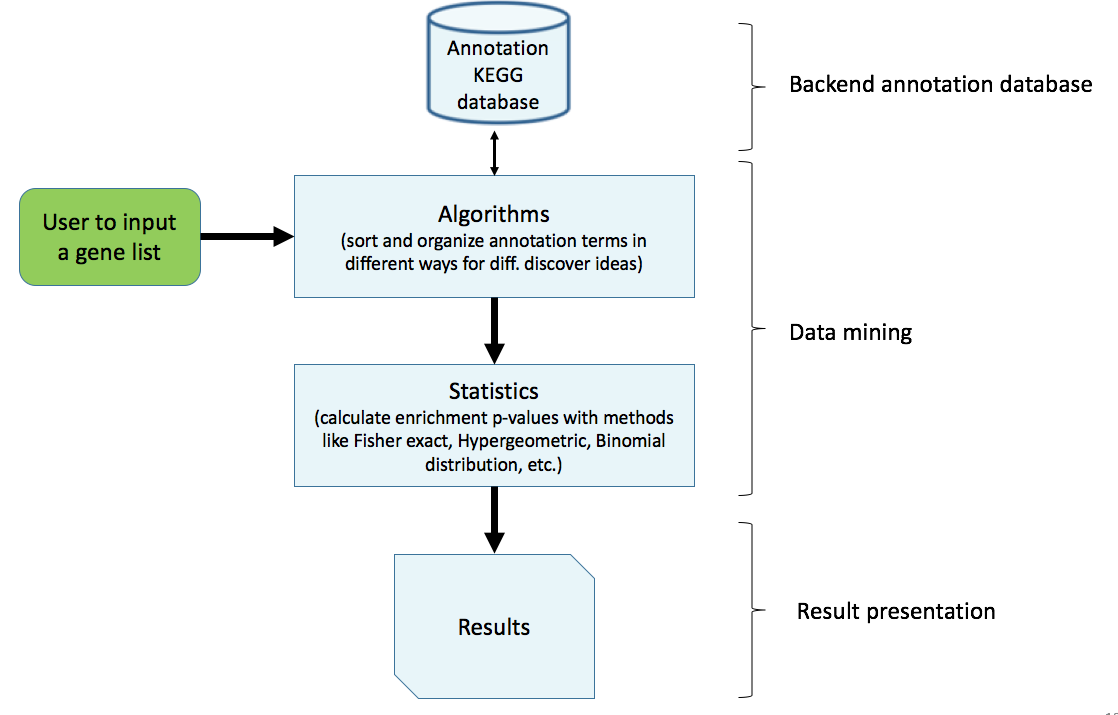 Annotation
KEGG
database
Backend annotation database
User to input
a gene list
Algorithms
(sort and organize annotation terms in
different ways for diff. discover ideas)
Data mining
Statistics
(calculate enrichment p-values with methods
like Fisher exact, Hypergeometric, Binomial
distribution, etc.)
Results
Result presentation